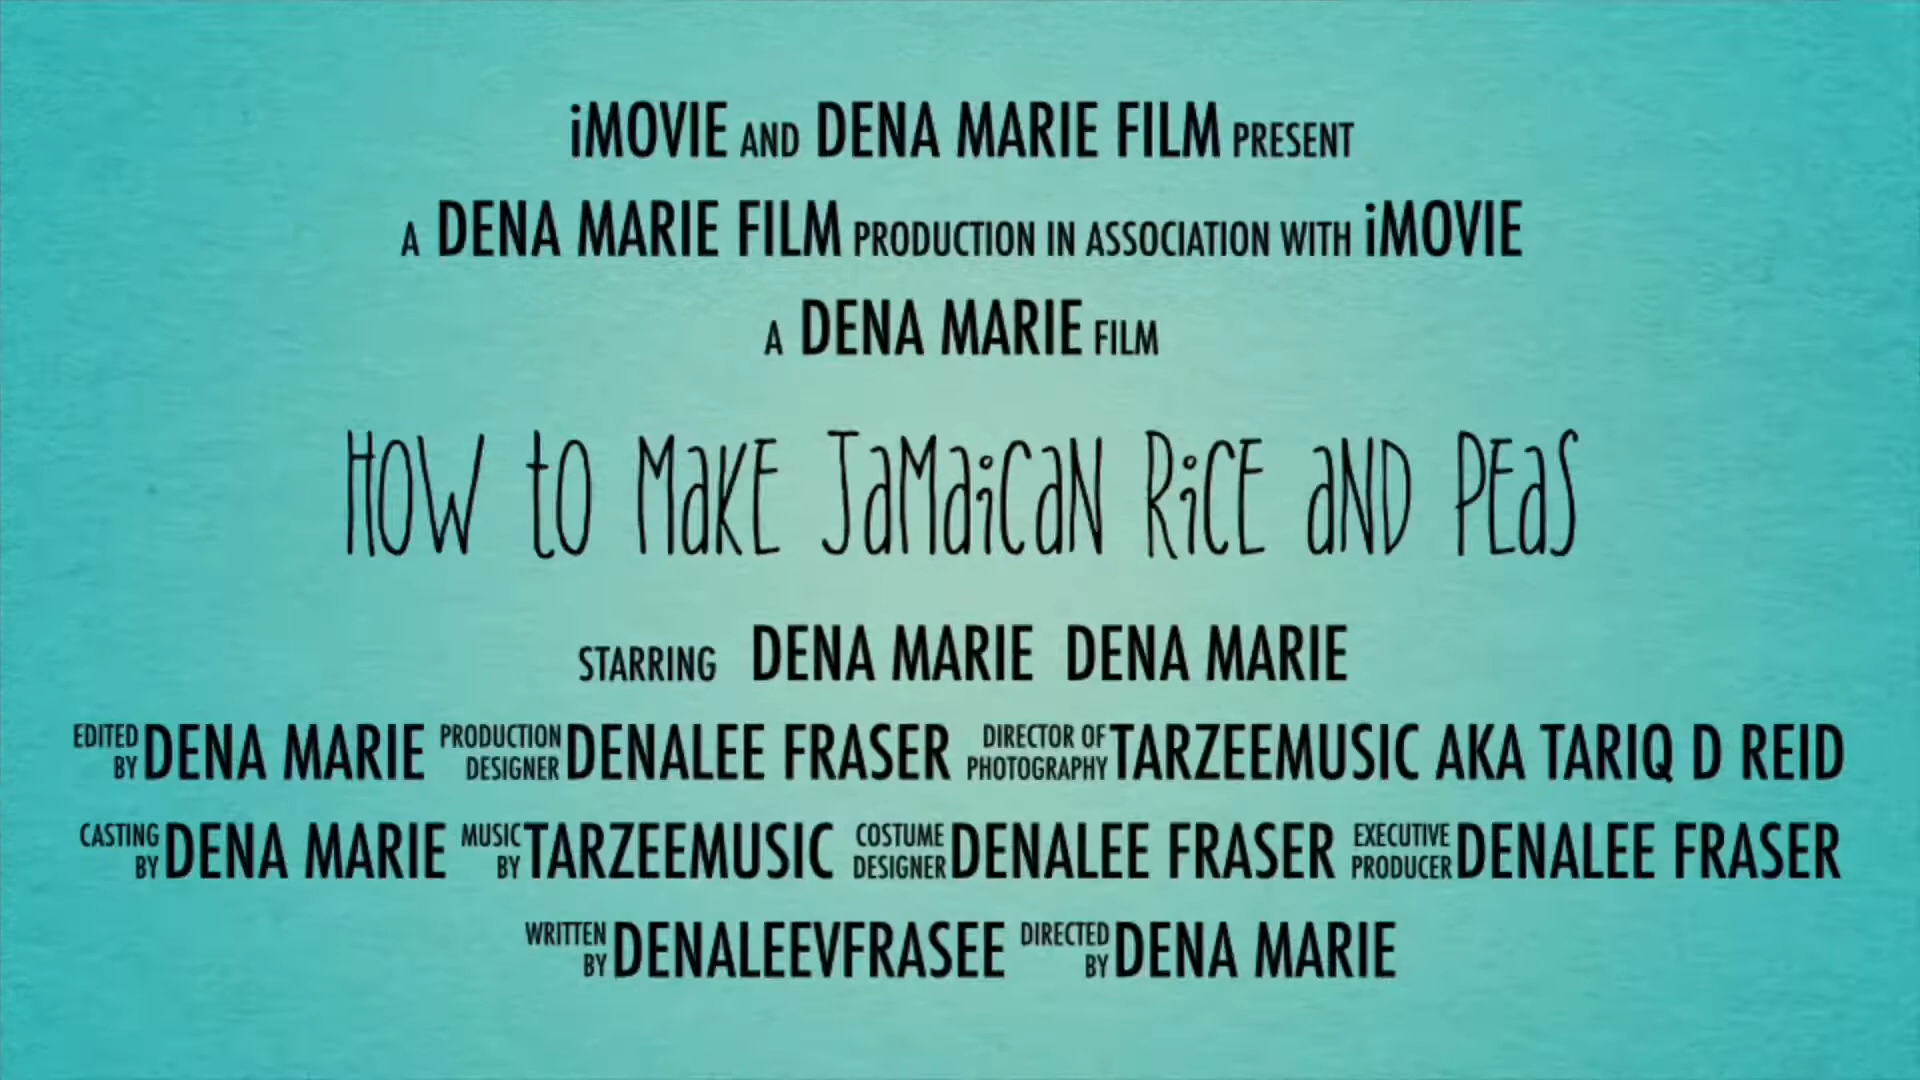 iMOVIE AND DENA MARIE FILM PRESENT
A DENA MARIE FILM PRODUCTION IN ASSOCIATION WITH iMOVIE
A DENA MARIE FILM
HOW to MaKE JaMaiCaN RiCE aND PEaS
STARRING DENA MARIE DENA MARIE
EDITED BY DENA MARIE PRODUCTION DESIGNER DENALEE FRASER DIRECTOR OF PHOTOGRAPHY TARZEEMUSIC AKA TARIQ D REID
CASTING BY DENA MARIE MUSIC BY TARZEEMUSIC COSTUME DESIGNER DENALEE FRASER EXECUTIVE PRODUCER DENALEE FRASER
WRITTEN BY DENALEEVFRASEE DIRECTED BY DENA MARIE